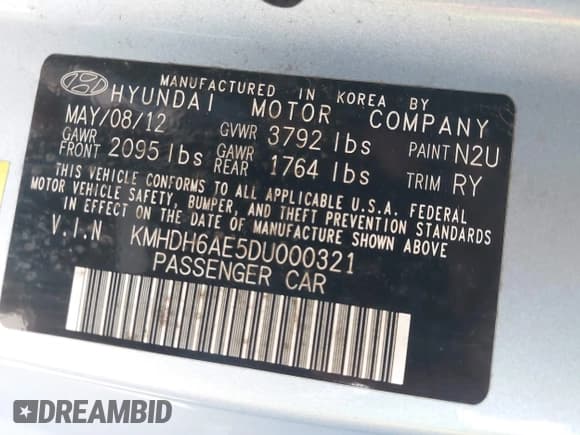 MANUFACTURED IN KOREA BY
HYUNDAI MOTOR COMPANY
MAY/08/12 GVWR 3792 lbs PAINT N2U
GAWR FRONT 2095 lbs GAWR REAR 1764 lbs TRIM RY
THIS VEHICLE CONFORMS TO ALL APPLICABLE U.S.A. FEDERAL
MOTOR VEHICLE SAFETY, BUMPER, AND THEFT PREVENTION STANDARDS
IN EFFECT ON THE DATE OF MANUFACTURE SHOWN ABOVE
V.I.N KMHDH6AE5DU000321
PASSENGER CAR
DREAMBID